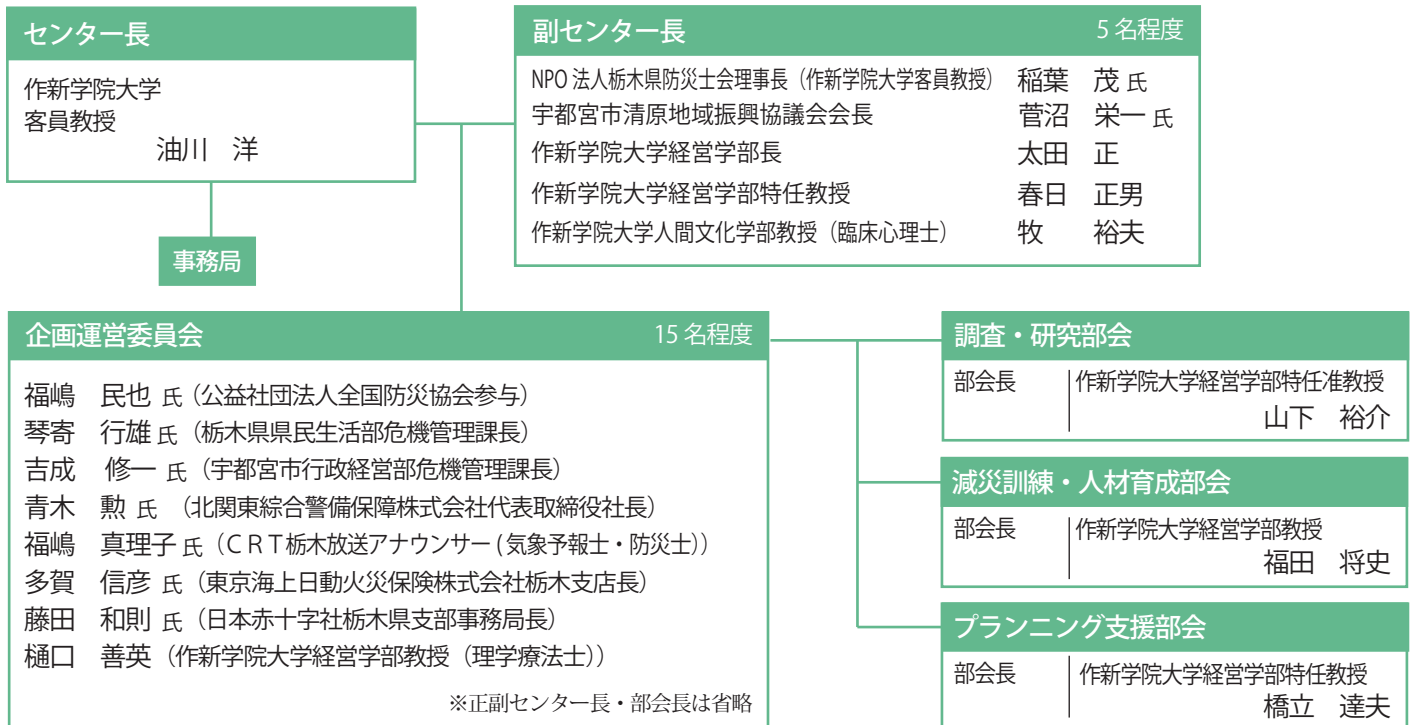 センター長
作新学院大学
客員教授
油川　洋
事務局
副センター長 5名程度
NPO法人栃木県防災士会理事長（作新学院大学客員教授） 稲葉　茂 氏
宇都宮市清原地域振興協議会会長 菅沼　栄一 氏
作新学院大学経営学部長 太田　正
作新学院大学経営学部特任教授 春日　正男
作新学院大学人間文化学部教授（臨床心理士） 牧　裕夫
企画運営委員会 15名程度
福嶋　民也 氏（公益社団法人全国防災協会参与）
琴寄　行雄 氏（栃木県県民生活部危機管理課長）
吉成　修一 氏（宇都宮市行政経営部危機管理課長）
青木　勲 氏 （北関東綜合警備保障株式会社代表取締役社長）
福嶋　真理子 氏（ＣＲＴ栃木放送アナウンサー(気象予報士・防災士)）
多賀　信彦 氏（東京海上日動火災保険株式会社栃木支店長）
藤田　和則 氏（日本赤十字社栃木県支部事務局長）
樋口　善英（作新学院大学経営学部教授（理学療法士））
※正副センター長・部会長は省略
調査・研究部会
部会長 作新学院大学経営学部特任准教授
山下　裕介
減災訓練・人材育成部会
部会長 作新学院大学経営学部教授
福田　将史
プランニング支援部会
部会長 作新学院大学経営学部特任教授
橋立　達夫